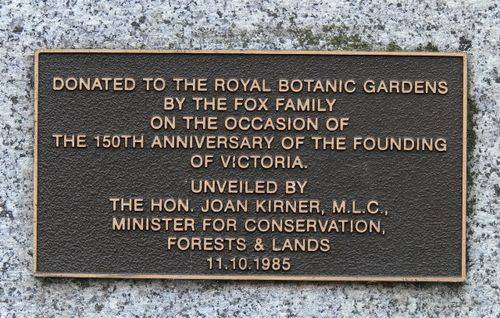 DONATED TO THE ROYAL BOTANIC GARDENS
BY THE FOX FAMILY
ON THE OCCASION OF
THE 150TH ANNIVERSARY OF THE FOUNDING
OF VICTORIA.
UNVEILED BY
THE HON. JOAN KIRNER, M.L.C.,
MINISTER FOR CONSERVATION,
FORESTS & LANDS
11.10.1985